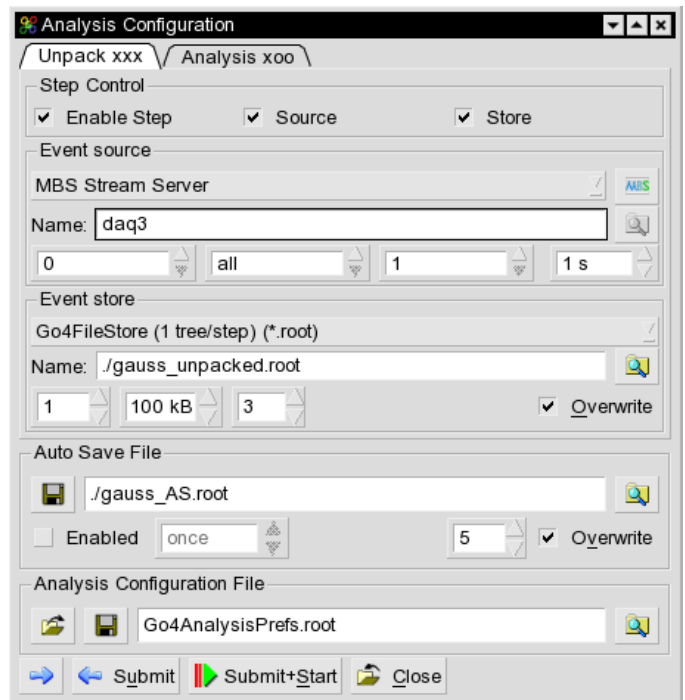 Analysis Configuration
Unpack xxx Analysis xoo
Step Control
Enable Step Source Store
Event source
MBS Stream Server MBS
Name: daq3
0 all 1 1 s
Event store
Go4FileStore (1 tree/step) (*.root)
Name: ./gauss_unpacked.root
1 100 kB 3 Overwrite
Auto Save File
./gauss_AS.root
Enabled once 5 Overwrite
Analysis Configuration File
Go4AnalysisPrefs.root
Submit Submit+Start Close